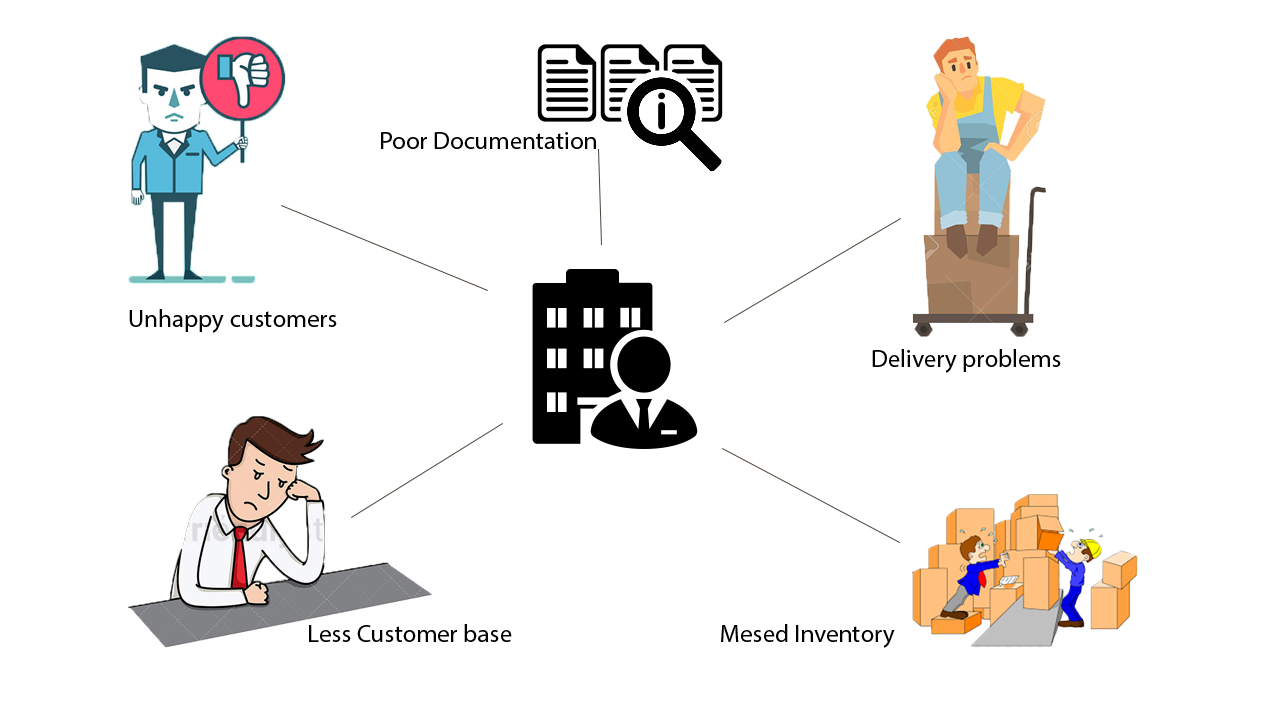 Poor Documentation
Unhappy customers
Delivery problems
Less Customer base
Mesed Inventory